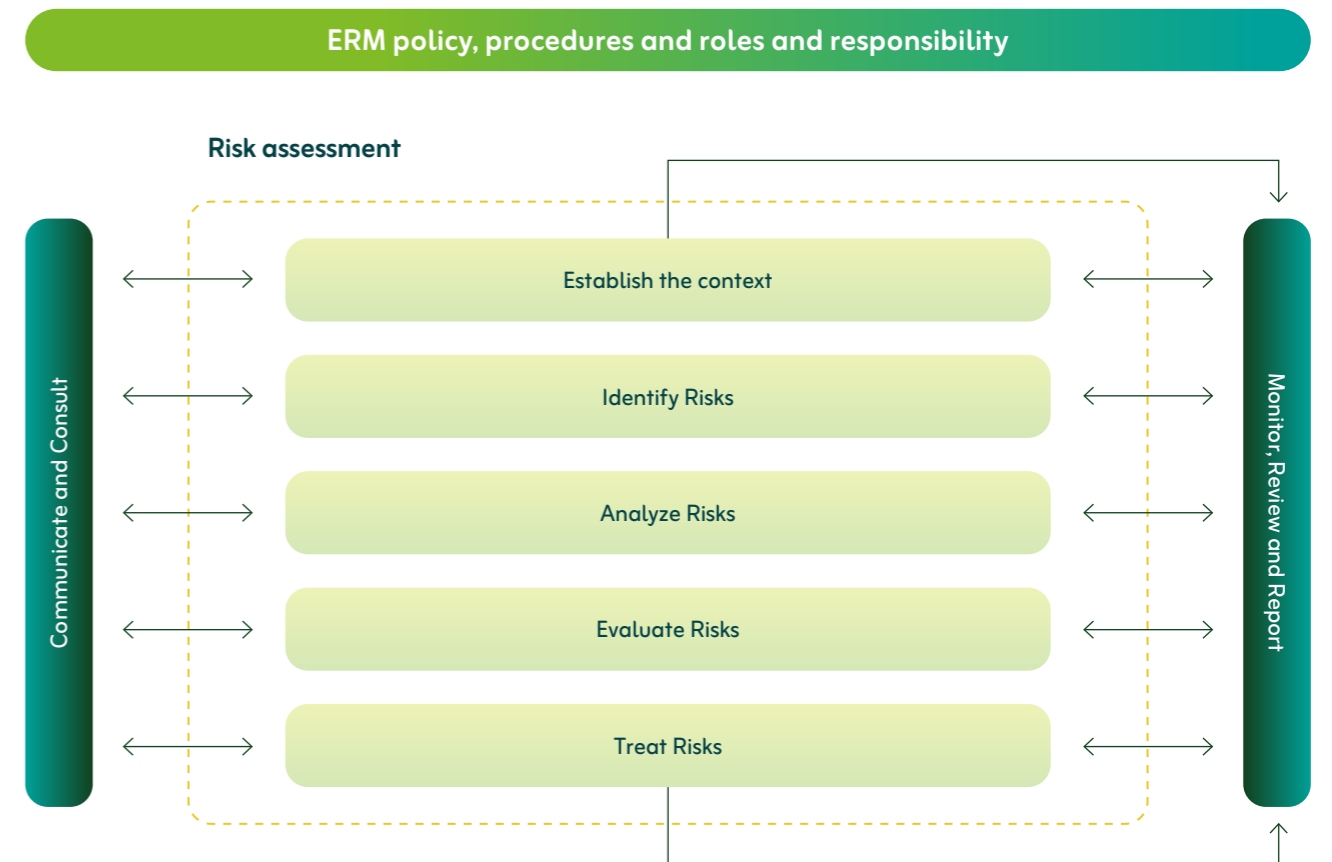 ERM policy, procedures and roles and responsibility
Risk assessment
Communicate and Consult
Establish the context
Identify Risks
Analyze Risks
Evaluate Risks
Treat Risks
Monitor, Review and Report